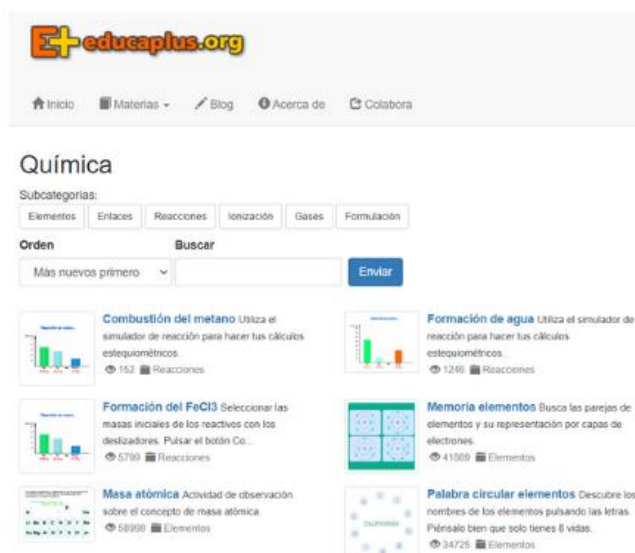 E+ educaplus.org
Inicio Materias Blog Acerca de Colabora
Química
Subcategorias:
Elementos Enlaces Reacciones Ionización Gases Formulación
Orden Buscar
Más nuevos primero Enviar
Combustión del metano Utiliza el
simulador de reacción para hacer tus cálculos
estequiométricos.
152 Reacciones
Formación de agua Utiliza el simulador de
reacción para hacer tus cálculos
estequiométricos.
1246 Reacciones
Formación del FeCl3 Seleccionar las
masas iniciales de los reactivos con los
deslizadores. Pulsar el botón Co...
5799 Reacciones
Memoria elementos Busca las parejas de
elementos y su representación por capas de
electrones.
41869 Elementos
Masa atómica Actividad de observación
sobre el concepto de masa atómica.
58998 Elementos
Palabra circular elementos Descubre los
nombres de los elementos pulsando las letras.
Piénsalo bien que solo tienes 8 vidas.
34725 Elementos
CALIFORNIO